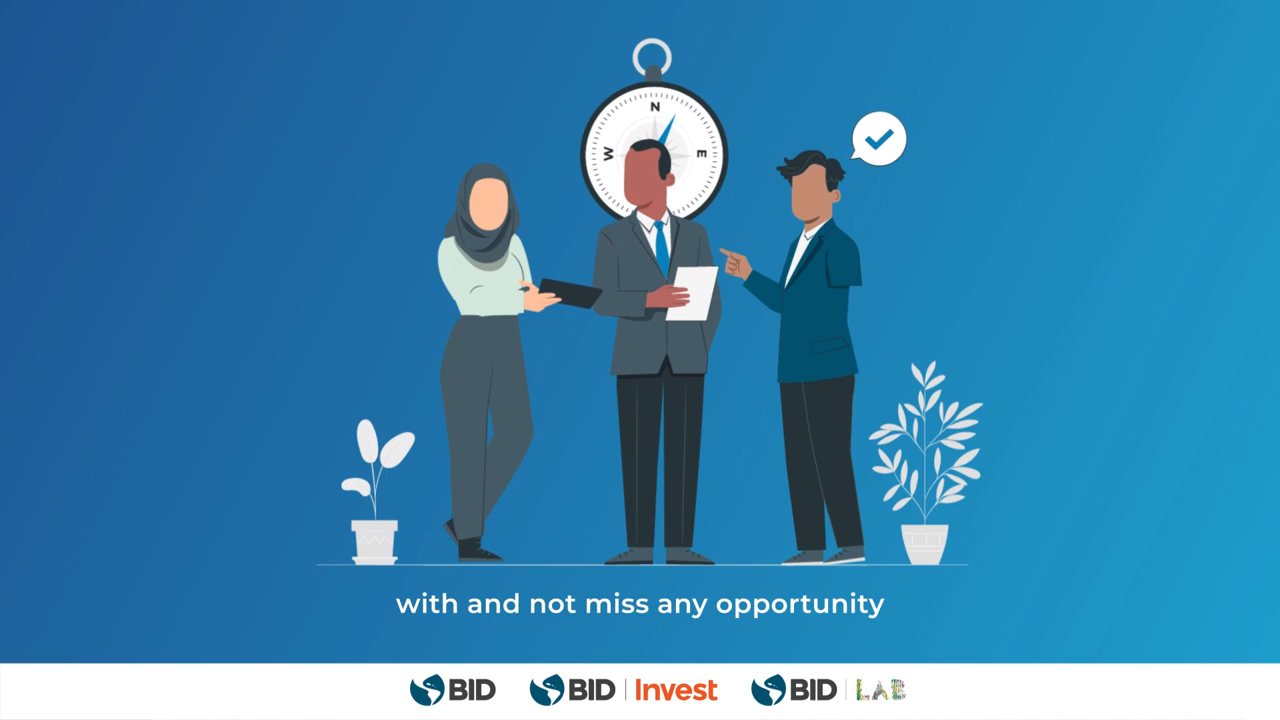 N
W E
with and not miss any opportunity
BID BID | Invest BID | LAB